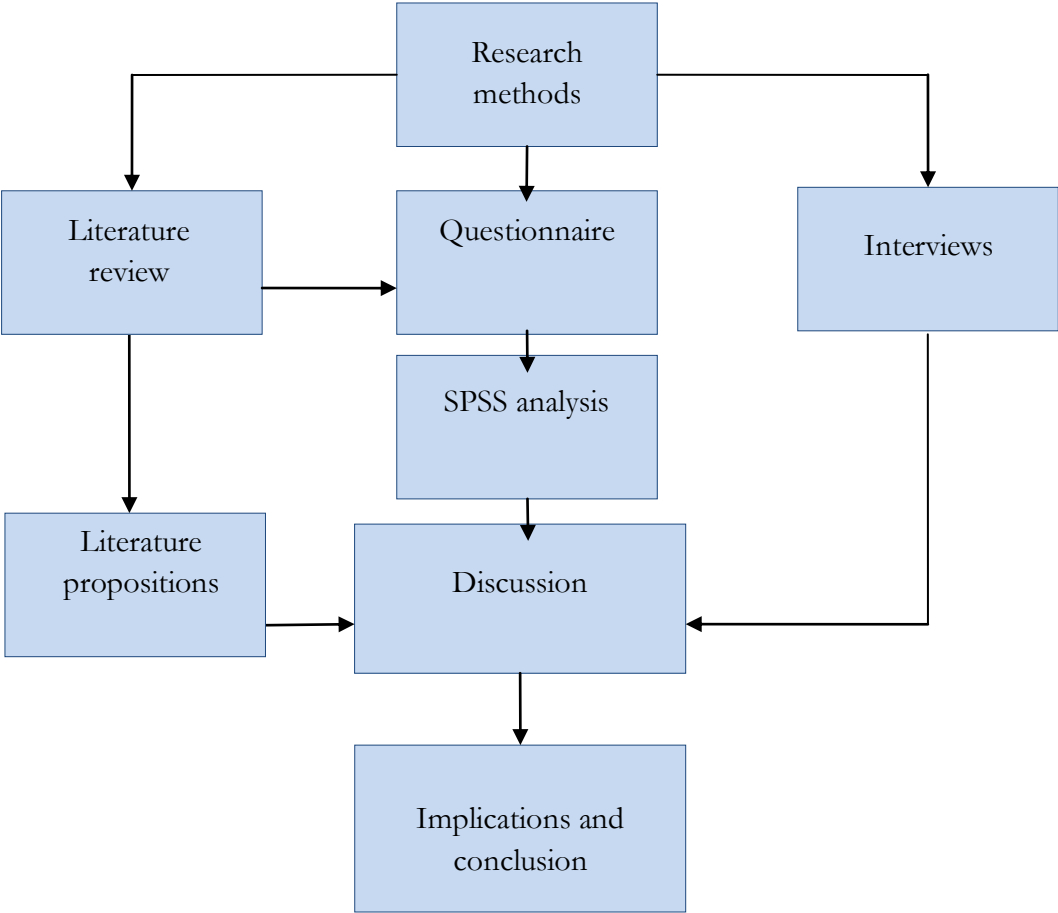 Research
methods
Literature
review
Questionnaire
Interviews
SPSS analysis
Literature
propositions
Discussion
Implications and
conclusion